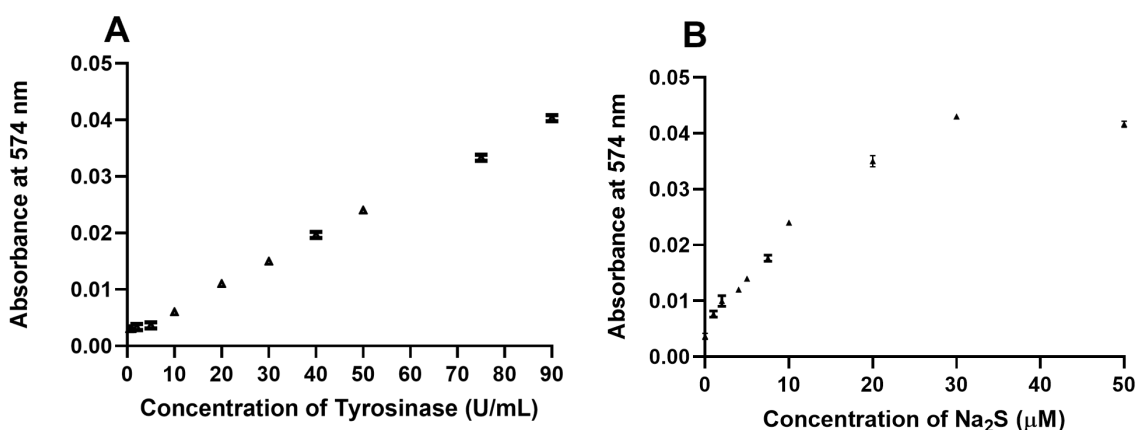 A
Absorbance at 574 nm
0.05
0.04
0.03
0.02
0.01
0.00
0 10 20 30 40 50 60 70 80 90
Concentration of Tyrosinase (U/mL)
B
Absorbance at 574 nm
0.05
0.04
0.03
0.02
0.01
0.00
0 10 20 30 40 50
Concentration of Na₂S (μM)